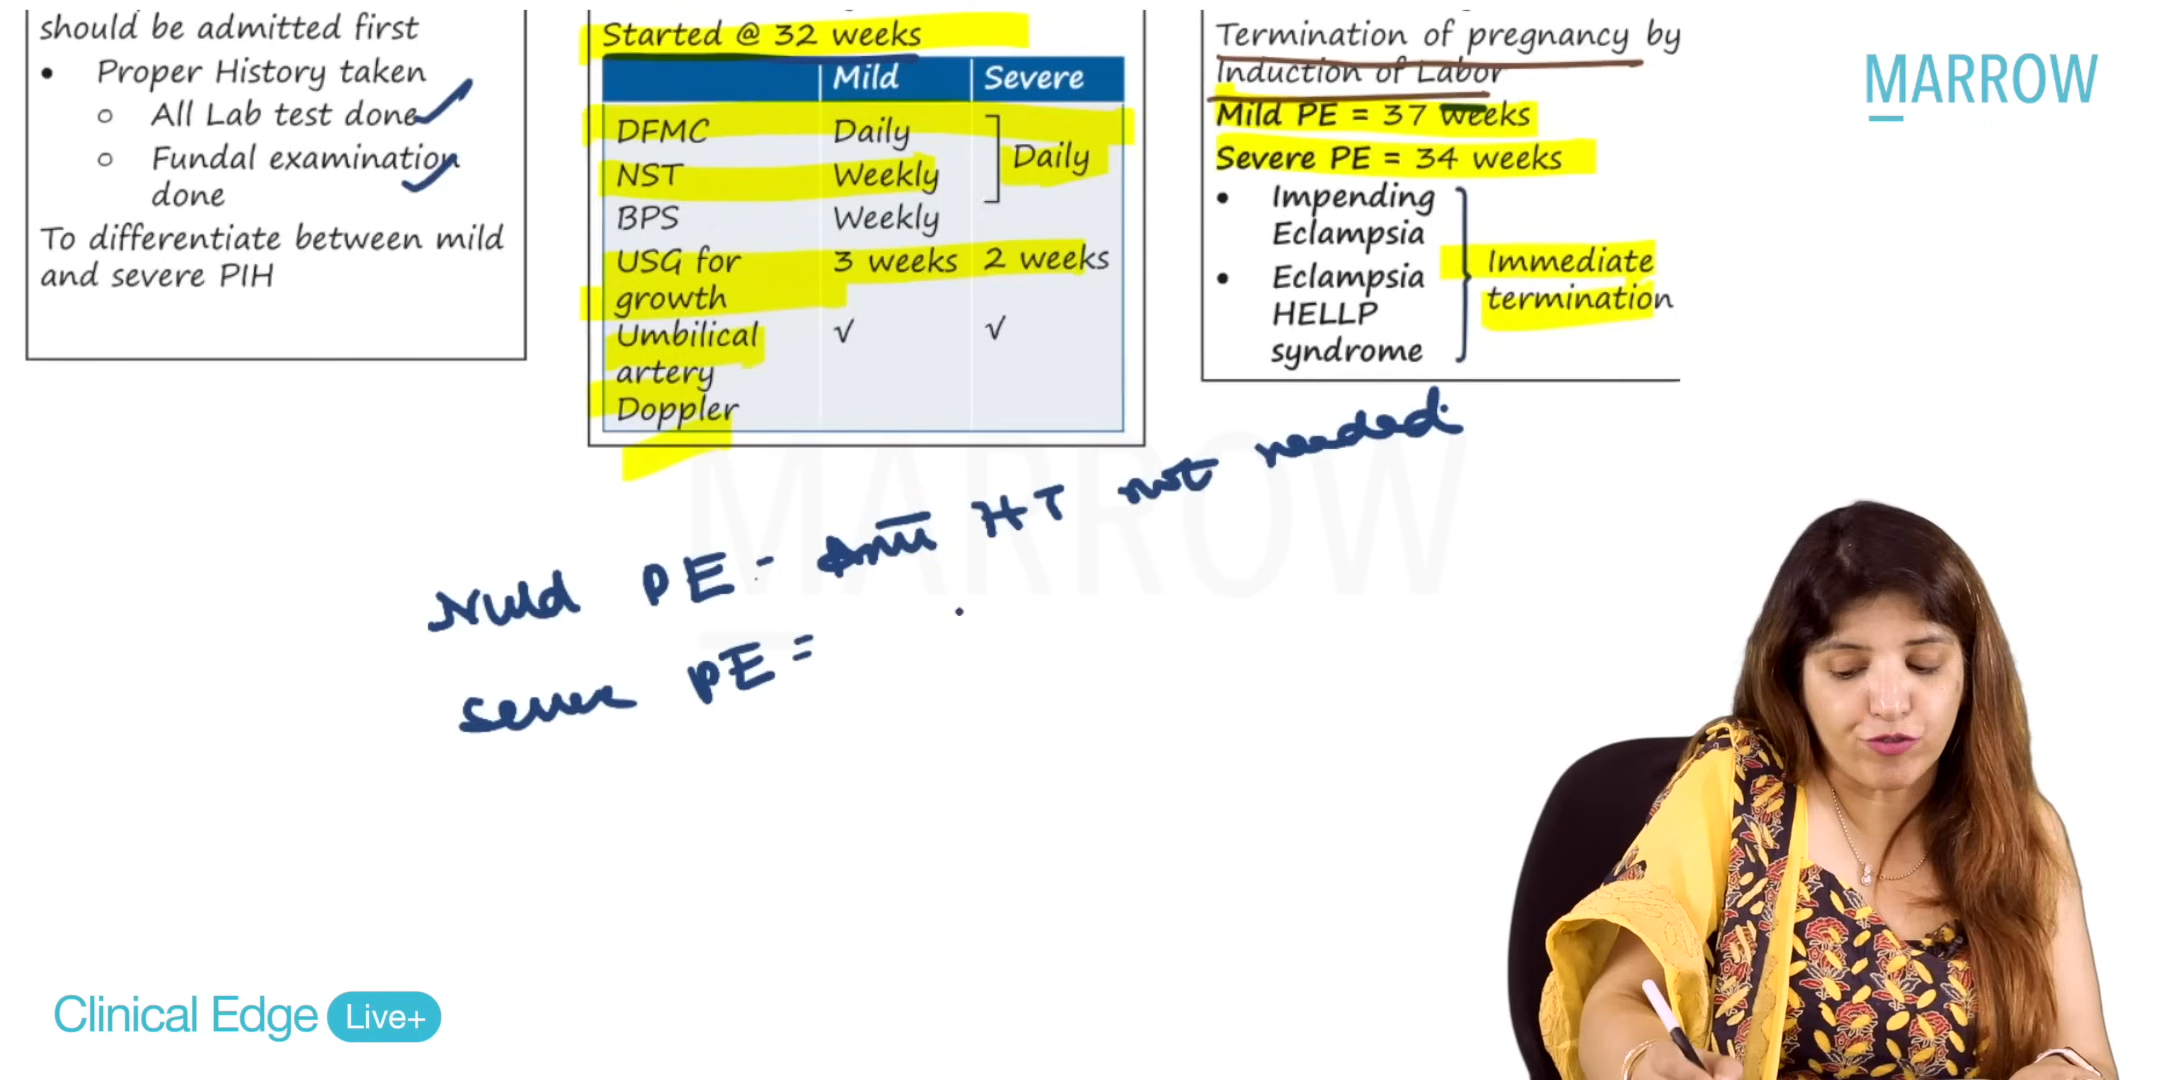 should be admitted first
• Proper History taken
o All Lab test done
o Fundal examination
done
To differentiate between mild
and severe PIH
Started @ 32 weeks
Mild Severe
DFMC Daily
Daily
NST Weekly
BPS Weekly
USG for 3 weeks 2 weeks
growth
Umbilical √ √
artery
Doppler
Termination of pregnancy by
Induction of Labor
Mild PE = 37 weeks
Severe PE = 34 weeks
• Impending
Eclampsia
• Eclampsia
HELLP
syndrome
Immediate
termination
MARROW
MARROW
Mild PE - Anti HT not needed
Severe PE =
Clinical Edge Live+